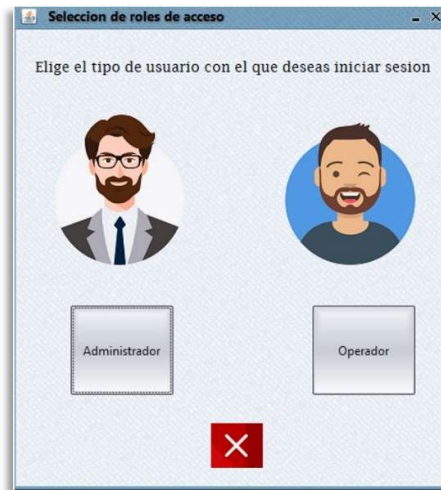 Seleccion de roles de acceso
Elige el tipo de usuario con el que deseas iniciar sesion
Administrador
Operador